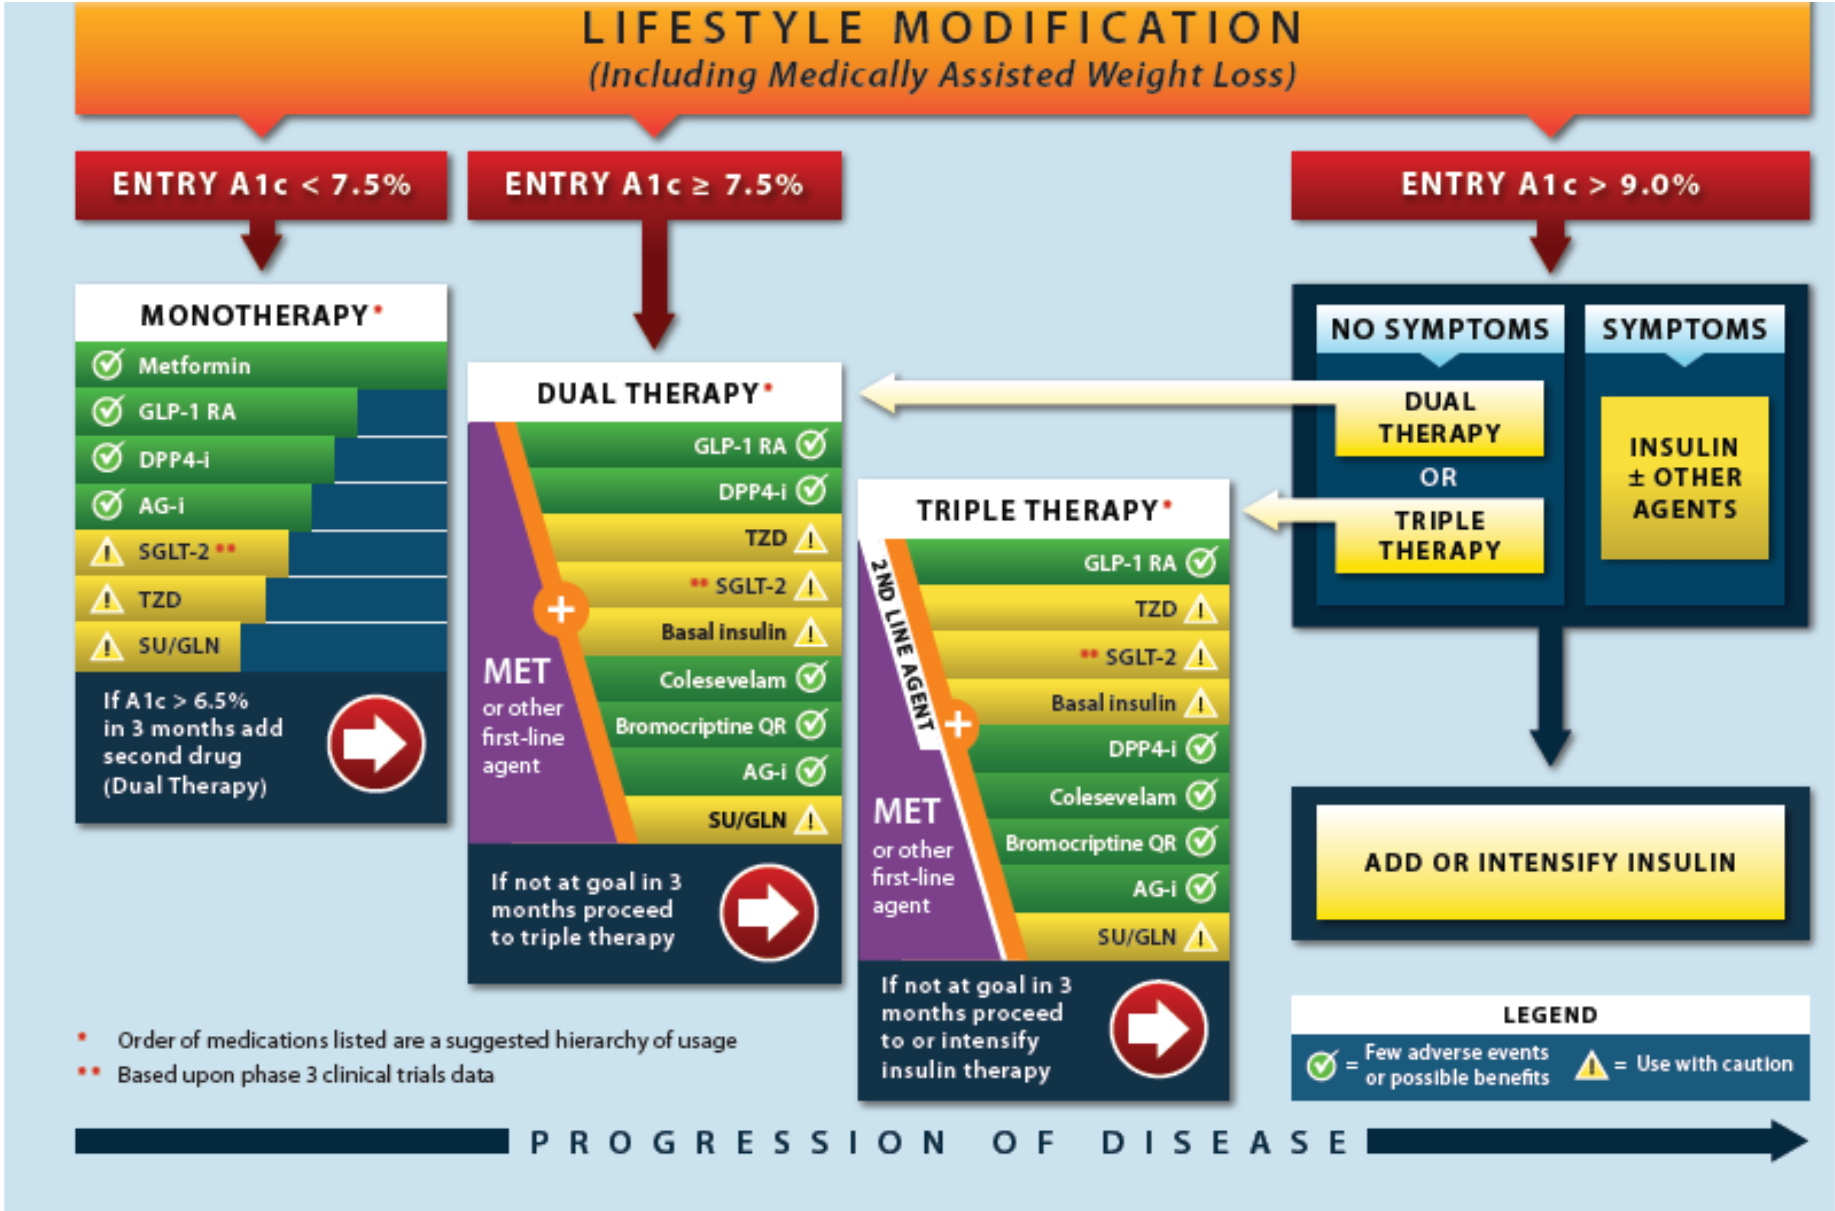 LIFESTYLE MODIFICATION
(Including Medically Assisted Weight Loss)
ENTRY A1c < 7.5%
MONOTHERAPY*
Metformin
GLP-1 RA
DPP4-i
AG-i
SGLT-2 **
TZD
SU/GLN
If A1c > 6.5%
in 3 months add
second drug
(Dual Therapy)
ENTRY A1c ≥ 7.5%
DUAL THERAPY*
GLP-1 RA
DPP4-i
TZD
** SGLT-2
Basal insulin
Colesevelam
Bromocriptine QR
AG-i
SU/GLN
+
MET
or other
first-line
agent
If not at goal in 3
months proceed
to triple therapy
TRIPLE THERAPY*
GLP-1 RA
TZD
** SGLT-2
Basal insulin
DPP4-i
Colesevelam
Bromocriptine QR
AG-i
SU/GLN
2ND LINE AGENT
+
MET
or other
first-line
agent
If not at goal in 3
months proceed
to or intensify
insulin therapy
ENTRY A1c > 9.0%
NO SYMPTOMS
DUAL
THERAPY
OR
TRIPLE
THERAPY
SYMPTOMS
INSULIN
± OTHER
AGENTS
ADD OR INTENSIFY INSULIN
LEGEND
= Few adverse events
or possible benefits
= Use with caution
* Order of medications listed are a suggested hierarchy of usage
** Based upon phase 3 clinical trials data
PROGRESSION OF DISEASE